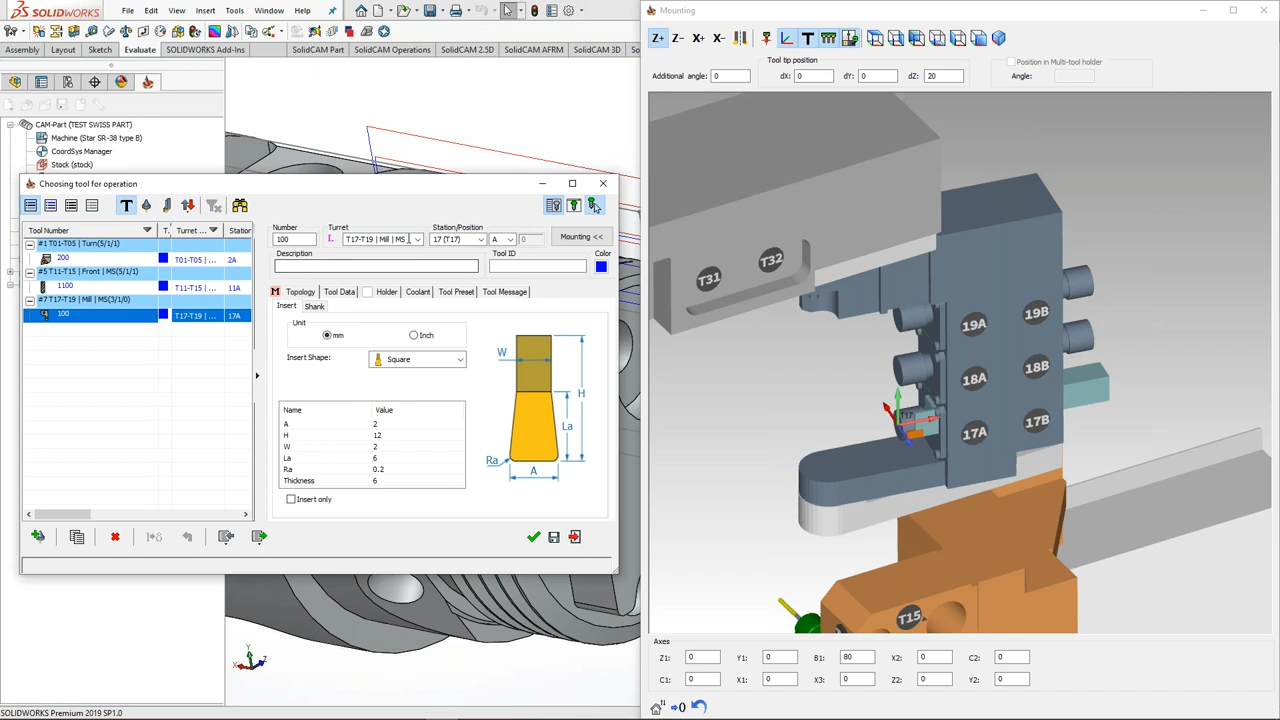 SOLIDWORKS
File Edit View Insert Tools Window Help
Assembly Layout Sketch Evaluate SOLIDWORKS Add-Ins SolidCAM Part SolidCAM Operations SolidCAM 2.5D SolidCAM AFRM SolidCAM 3D
CAM-Part (TEST SWISS PART)
Machine (Star SR-38 type B)
CoordSys Manager
Stock (stock)
Choosing tool for operation
Tool Number T. Turret ... Station
#1 T01-T05 | Turn(5/1/1)
200 T01-T05 | ... 2A
#5 T11-T15 | Front | MS(5/1/1)
1100 T11-T15 | ... 11A
#7 T17-T19 | Mill | MS(3/1/0)
100 T17-T19 | ... 17A
Number Turret Station/Position
100 T17-T19 | Mill | MS 17 (T17) A 0 Mounting <<
Description Tool ID Color
Topology Tool Data Holder Coolant Tool Preset Tool Message
Insert Shank
Unit
mm Inch
Insert Shape: Square
Name Value
A 2
H 12
W 2
La 6
Ra 0.2
Thickness 6
Insert only
W
H
La
Ra
A
Mounting
Z+ Z- X+ X-
Tool tip position
Additional angle: 0 dX: 0 dY: 0 dZ: 20
Position in Multi-tool holder
Angle:
T31 T32
19A 19B
18A 18B
17A 17B
T17
T15
Axes
Z1: 0 Y1: 0 B1: 80 X2: 0 C2: 0
C1: 0 X1: 0 X3: 0 Z2: 0 Y2: 0
Y
X
Z
SOLIDWORKS Premium 2019 SP1.0